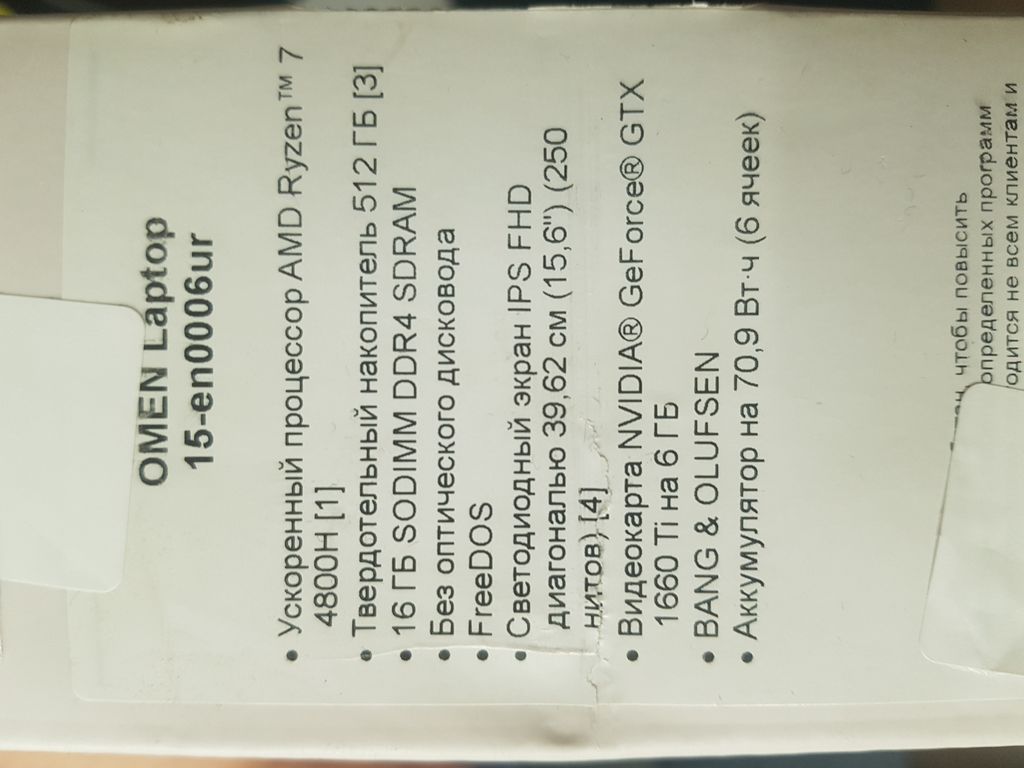 OMEN Laptop
15-en0006ur
• Ускоренный процессор AMD Ryzen™ 7
4800H [1]
• Твердотельный накопитель 512 ГБ [3]
• 16 ГБ SODIMM DDR4 SDRAM
• Без оптического дисковода
• FreeDOS
• Светодиодный экран IPS FHD
диагональю 39,62 см (15,6") (250
нитов) [4]
• Видеокарта NVIDIA® GeForce® GTX
1660 Ti на 6 ГБ
• BANG & OLUFSEN
• Аккумулятор на 70,9 Вт·ч (6 ячеек)
чтобы повысить
определенных программ
одится не всем клиентам и